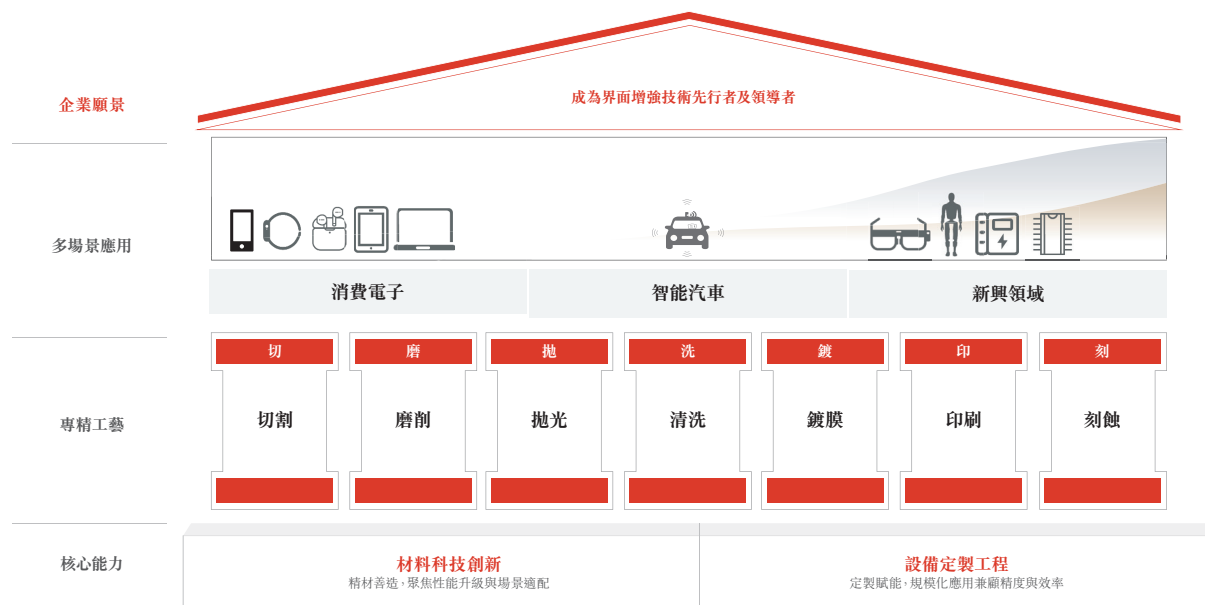 企業願景
成為界面增強技術先行者及領導者
多場景應用
消費電子
智能汽車
新興領域
切
磨
拋
洗
鍍
印
刻
專精工藝
切割
磨削
拋光
清洗
鍍膜
印刷
刻蝕
核心能力
材料科技創新
精材善造，聚焦性能升級與場景適配
設備定製工程
定製賦能，規模化應用兼顧精度與效率